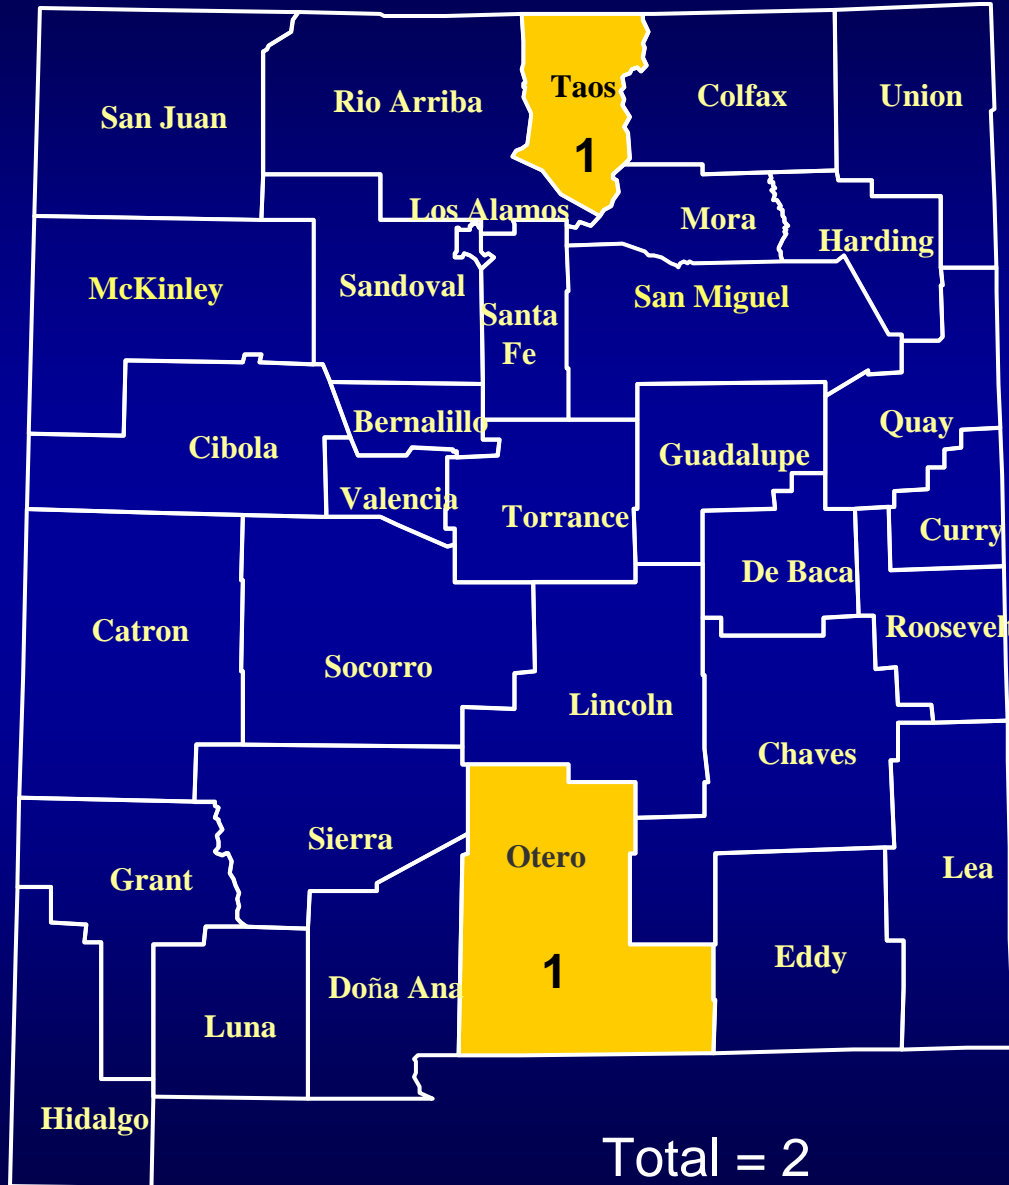 San Juan
Rio Arriba
Taos
1
Colfax
Union
Los Alamos
Mora
Harding
McKinley
Sandoval
Santa
Fe
San Miguel
Bernalillo
Cibola
Valencia
Torrance
Guadalupe
Quay
Curry
De Baca
Roosevelt
Catron
Socorro
Lincoln
Chaves
Sierra
Otero
1
Grant
Lea
Eddy
Doña Ana
Luna
Hidalgo
Total = 2